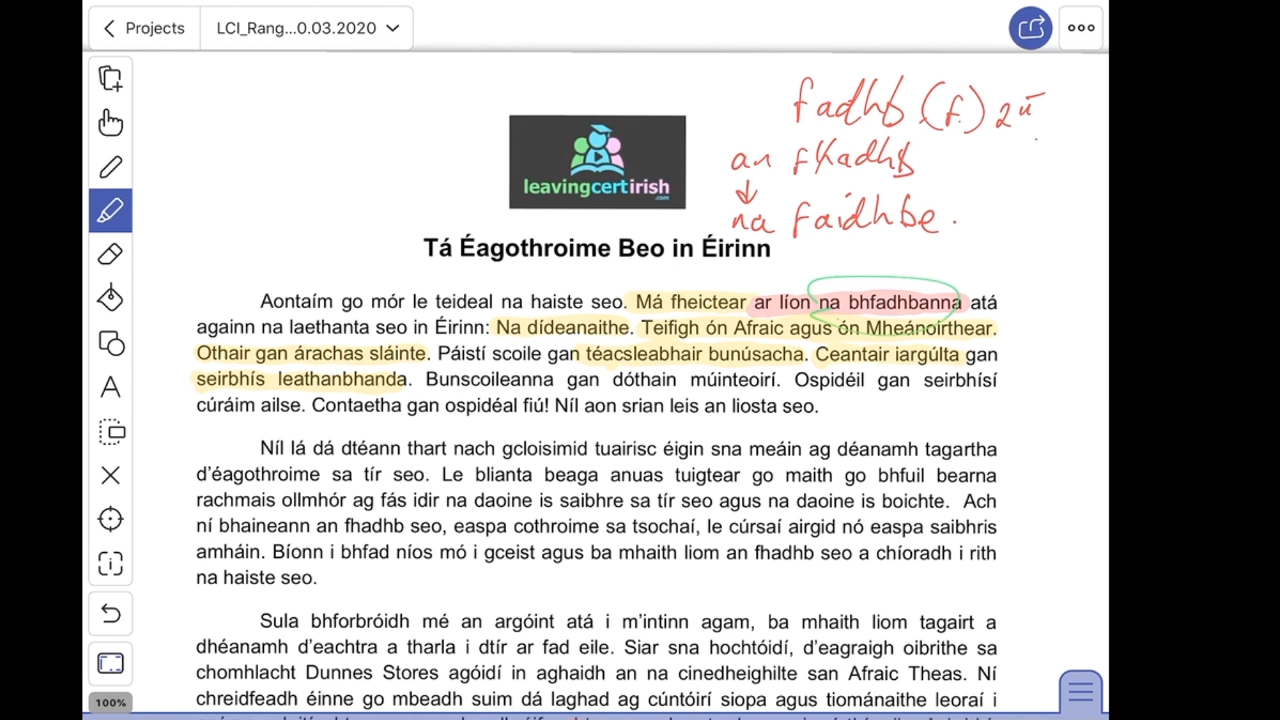 Projects
LCI_Rang...0.03.2020
fadhb (f) 2ú
an fhadhb
na faidhbe.
leavingcertirish
.com
Tá Éagothroime Beo in Éirinn
Aontaím go mór le teideal na haiste seo. Má fheictear ar líon na bhfadhbanna atá
againn na laethanta seo in Éirinn: Na dídeanaithe. Teifigh ón Afraic agus ón Mheánoirthear.
Othair gan árachas sláinte. Páistí scoile gan téacsleabhair bunúsacha. Ceantair iargúlta gan
seirbhís leathanbhanda. Bunscoileanna gan dóthain múinteoirí. Ospidéil gan seirbhísí
cúráim ailse. Contaetha gan ospidéal fiú! Níl aon srian leis an liosta seo.
Níl lá dá dtéann thart nach gcloisimid tuairisc éigin sna meáin ag déanamh tagartha
d'éagothroime sa tír seo. Le blianta beaga anuas tuigtear go maith go bhfuil bearna
rachmais ollmhór ag fás idir na daoine is saibhre sa tír seo agus na daoine is boichte. Ach
ní bhaineann an fhadhb seo, easpa cothroime sa tsochaí, le cúrsaí airgid nó easpa saibhris
amháin. Bíonn i bhfad níos mó i gceist agus ba mhaith liom an fhadhb seo a chíoradh i rith
na haiste seo.
Sula bhforbróidh mé an argóint atá i m'intinn agam, ba mhaith liom tagairt a
dhéanamh d'eachtra a tharla i dtír ar fad eile. Siar sna hochtóidí, d'eagraigh oibrithe sa
chomhlacht Dunnes Stores agóidí in aghaidh an na cinedheighilte san Afraic Theas. Ní
chreidfeadh éinne go mbeadh suim dá laghad ag cúntóirí siopa agus tiománaithe leoraí i
100%